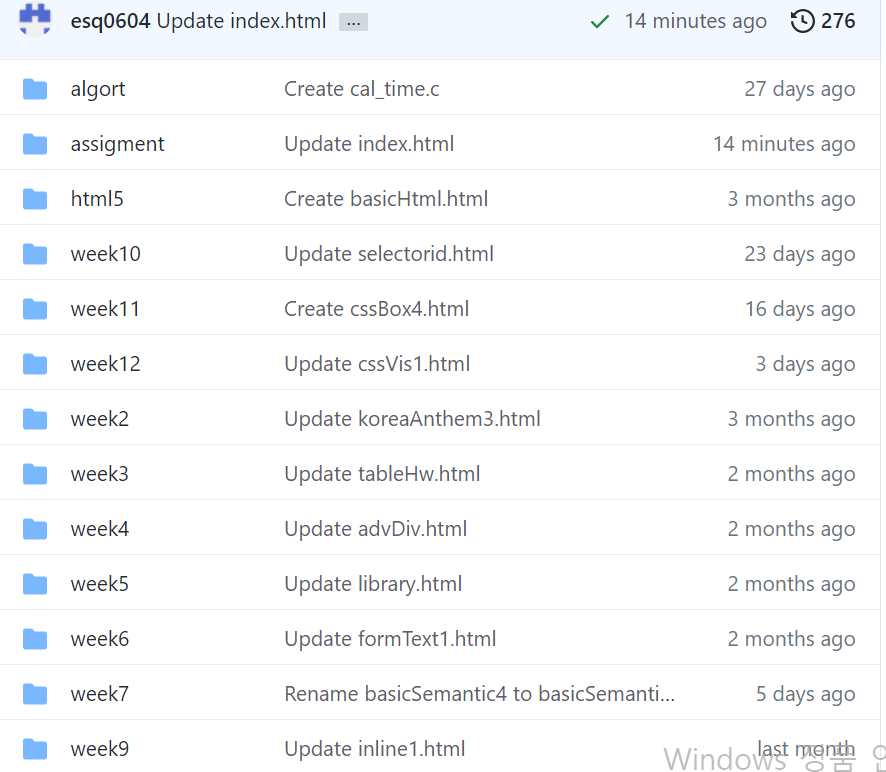 esq0604 Update index.html ... 14 minutes ago 276
algort Create cal_time.c 27 days ago
assigment Update index.html 14 minutes ago
html5 Create basicHtml.html 3 months ago
week10 Update selectorid.html 23 days ago
week11 Create cssBox4.html 16 days ago
week12 Update cssVis1.html 3 days ago
week2 Update koreaAnthem3.html 3 months ago
week3 Update tableHw.html 2 months ago
week4 Update advDiv.html 2 months ago
week5 Update library.html 2 months ago
week6 Update formText1.html 2 months ago
week7 Rename basicSemantic4 to basicSemanti... 5 days ago
week9 Update inline1.html last month
Windows 정품